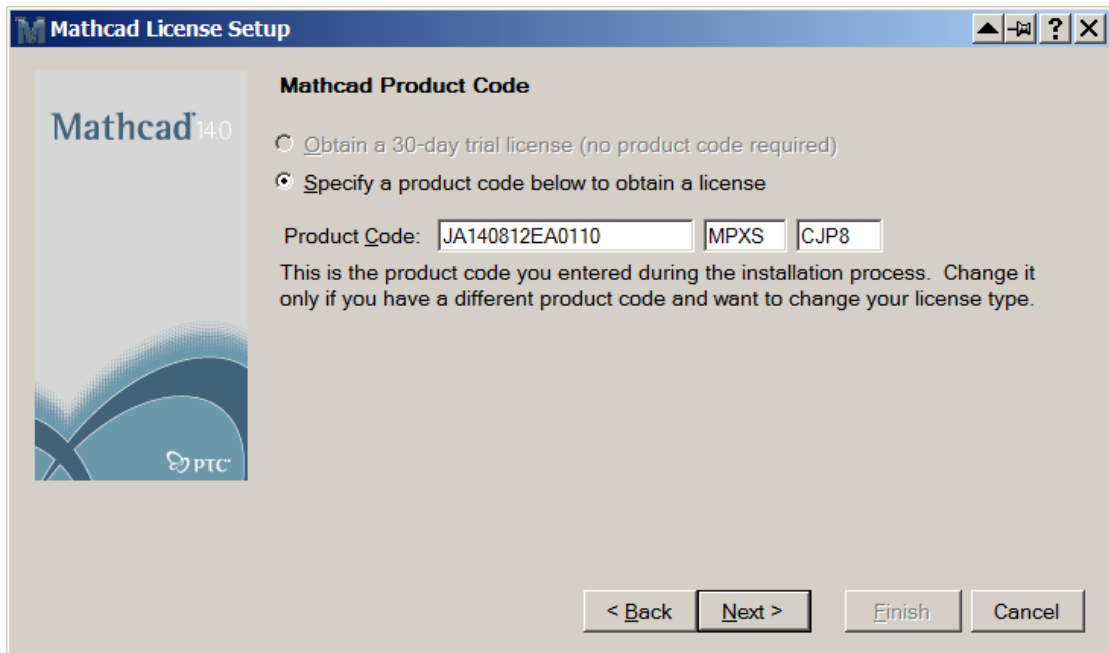 Mathcad License Setup
Mathcad 14.0
Mathcad Product Code
Obtain a 30-day trial license (no product code required)
Specify a product code below to obtain a license
Product Code: JA140812EA0110 MPXS CJP8
This is the product code you entered during the installation process. Change it
only if you have a different product code and want to change your license type.
PTC
< Back Next > Finish Cancel